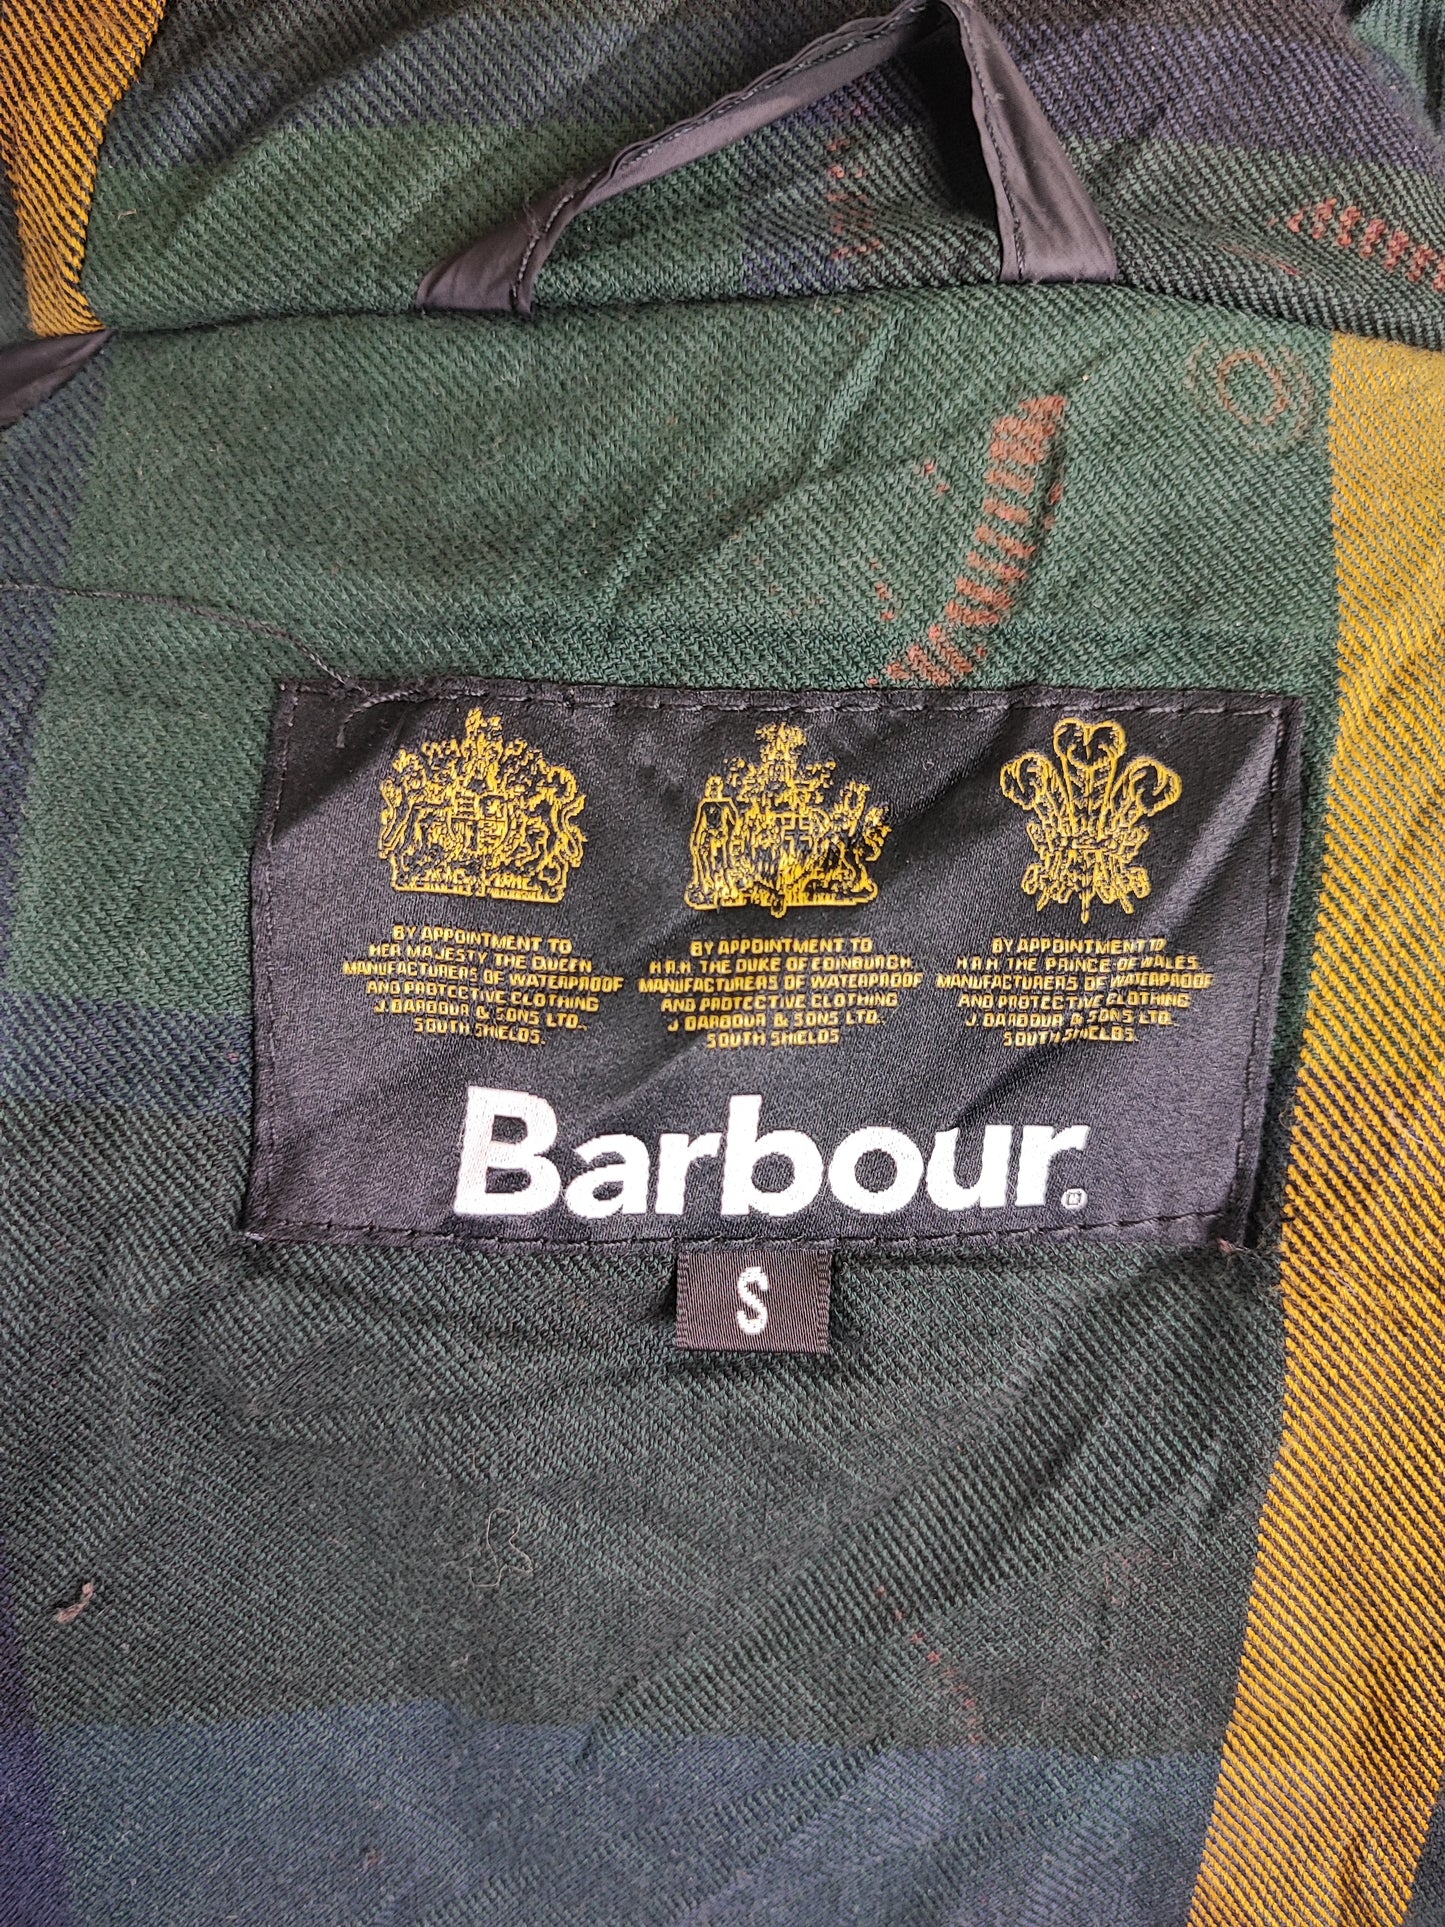 BY APPOINTMENT TO
HER MAJESTY THE QUEEN
MANUFACTURERS OF WATERPROOF
AND PROTECTIVE CLOTHING
J. BARBOUR & SONS LTD.,
SOUTH SHIELDS.
BY APPOINTMENT TO
H.R.H. THE DUKE OF EDINBURGH
MANUFACTURERS OF WATERPROOF
AND PROTECTIVE CLOTHING
J. BARBOUR & SONS LTD.,
SOUTH SHIELDS
BY APPOINTMENT TO
H.R.H. THE PRINCE OF WALES
MANUFACTURERS OF WATERPROOF
AND PROTECTIVE CLOTHING
J. BARBOUR & SONS LTD.,
SOUTH SHIELDS.
Barbour®
S